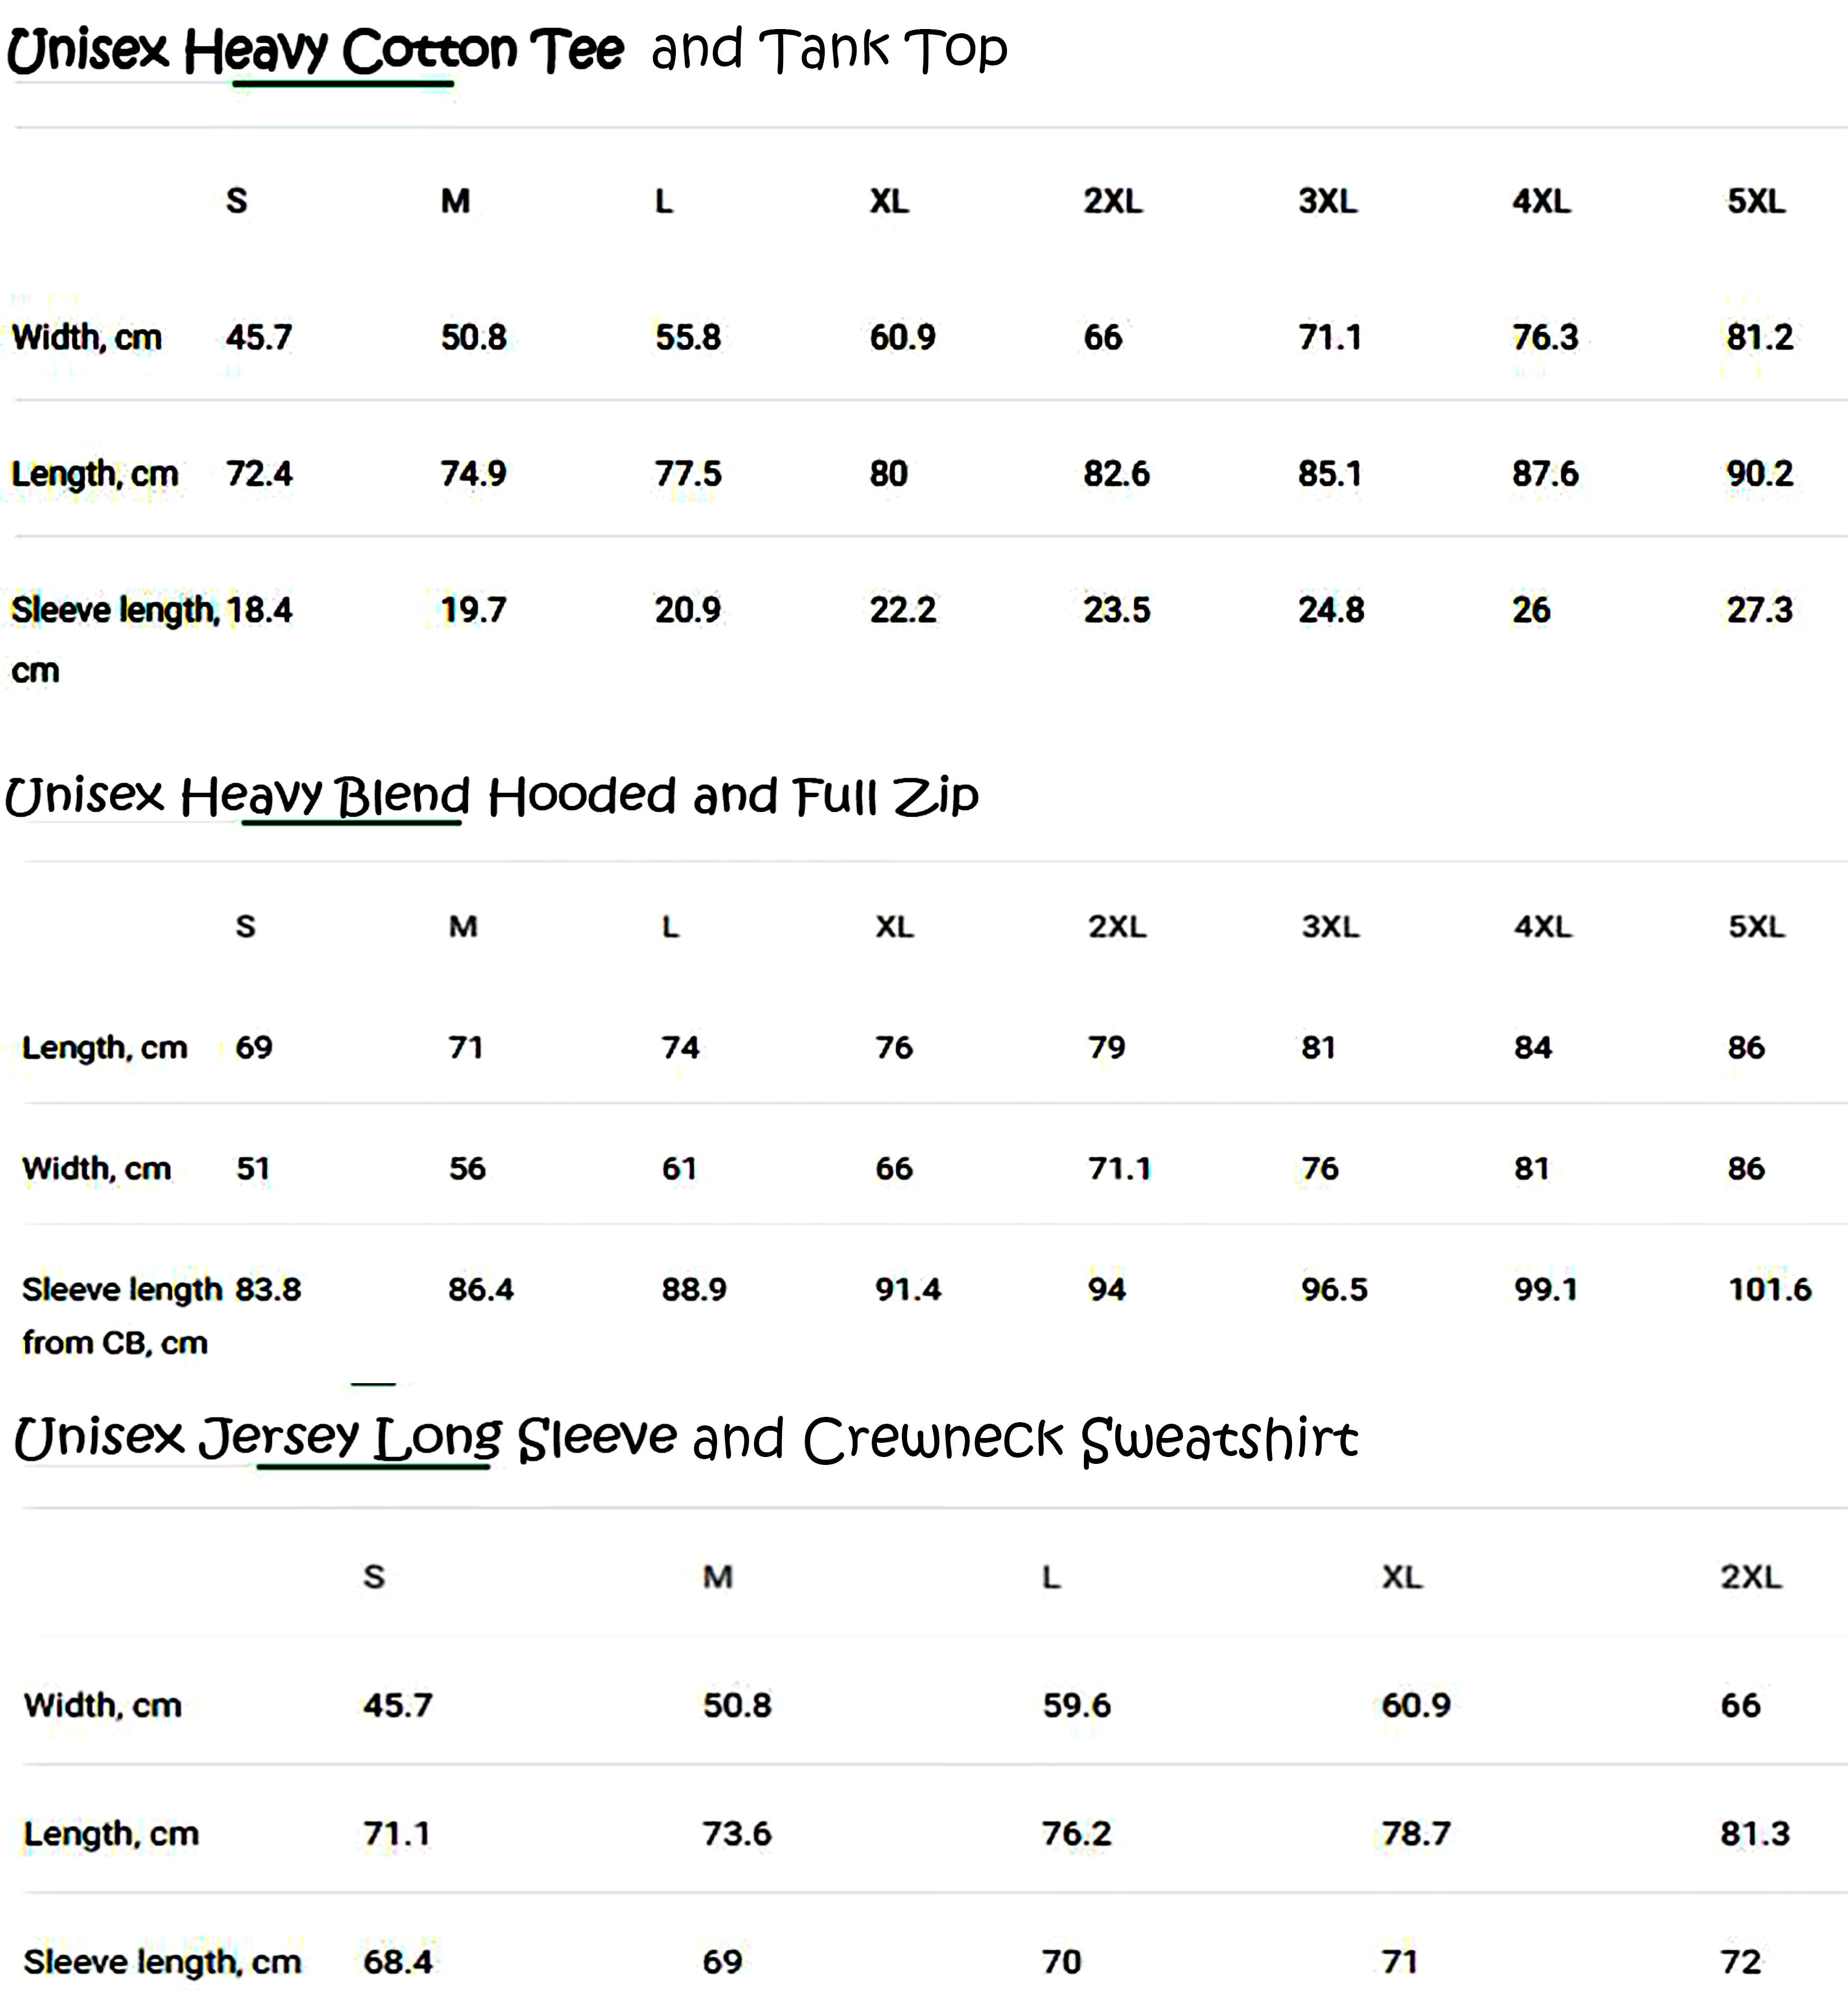 Unisex Heavy Cotton Tee and Tank Top
S M L XL 2XL 3XL 4XL 5XL
Width, cm 45.7 50.8 55.8 60.9 66 71.1 76.3 81.2
Length, cm 72.4 74.9 77.5 80 82.6 85.1 87.6 90.2
Sleeve length, 18.4 19.7 20.9 22.2 23.5 24.8 26 27.3
cm
Unisex Heavy Blend Hooded and Full Zip
S M L XL 2XL 3XL 4XL 5XL
Length, cm 69 71 74 76 79 81 84 86
Width, cm 51 56 61 66 71.1 76 81 86
Sleeve length 83.8 86.4 88.9 91.4 94 96.5 99.1 101.6
from CB, cm
Unisex Jersey Long Sleeve and Crewneck Sweatshirt
S M L XL 2XL
Width, cm 45.7 50.8 59.6 60.9 66
Length, cm 71.1 73.6 76.2 78.7 81.3
Sleeve length, cm 68.4 69 70 71 72